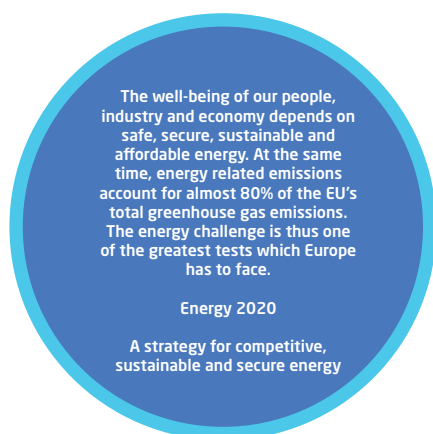 The well-being of our people,
industry and economy depends on
safe, secure, sustainable and
affordable energy. At the same
time, energy related emissions
account for almost 80% of the EU's
total greenhouse gas emissions.
The energy challenge is thus one
of the greatest tests which Europe
has to face.
Energy 2020
A strategy for competitive,
sustainable and secure energy